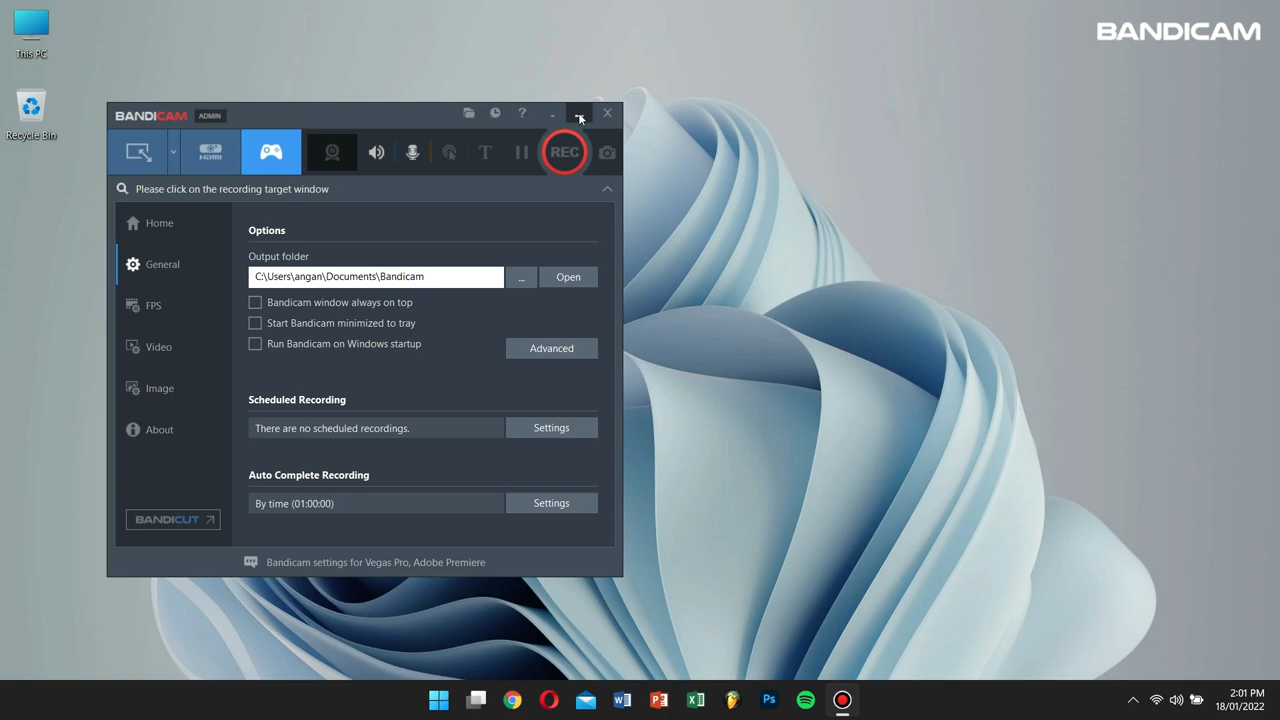 This PC
Recycle Bin
BANDICAM
BANDICAM ADMIN
HDMI
T
REC
Please click on the recording target window
Home
General
FPS
Video
Image
About
BANDICUT
Options
Output folder
C:\Users\angan\Documents\Bandicam
...
Open
Bandicam window always on top
Start Bandicam minimized to tray
Run Bandicam on Windows startup
Advanced
Scheduled Recording
There are no scheduled recordings.
Settings
Auto Complete Recording
By time (01:00:00)
Settings
Bandicam settings for Vegas Pro, Adobe Premiere
2:01 PM
18/01/2022